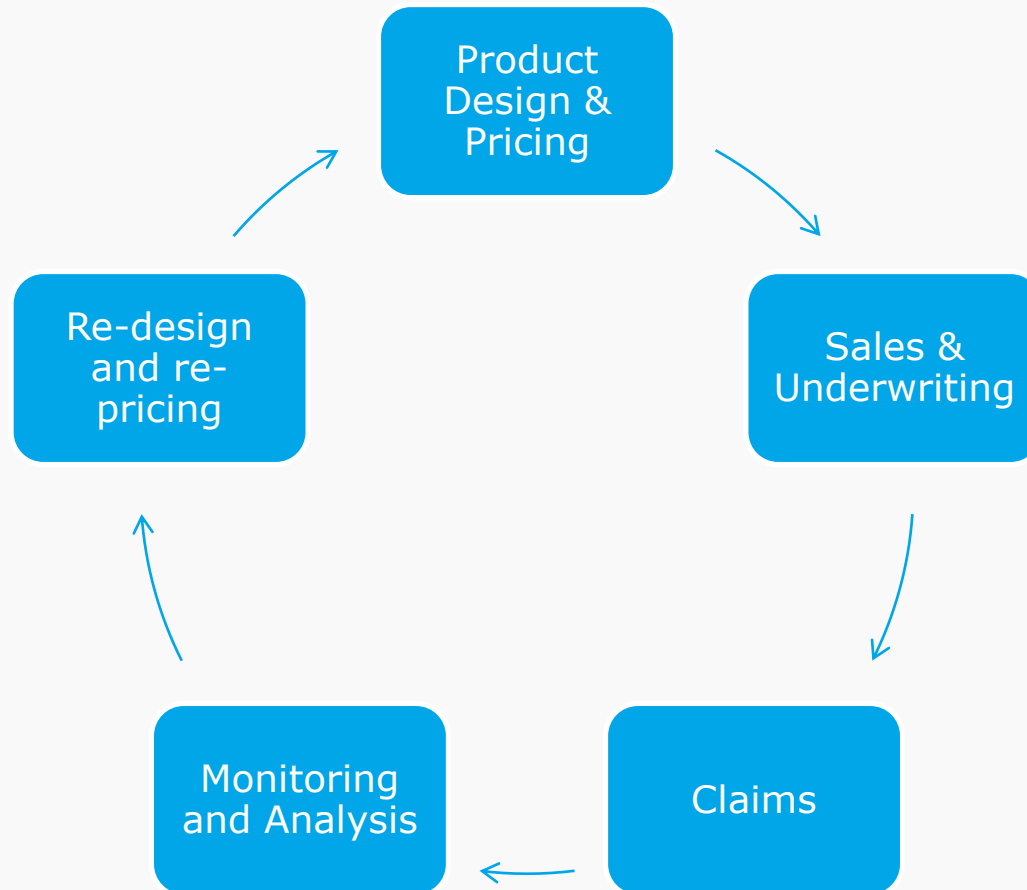 Product
Design &
Pricing
Sales &
Underwriting
Claims
Monitoring
and Analysis
Re-design
and re-
pricing